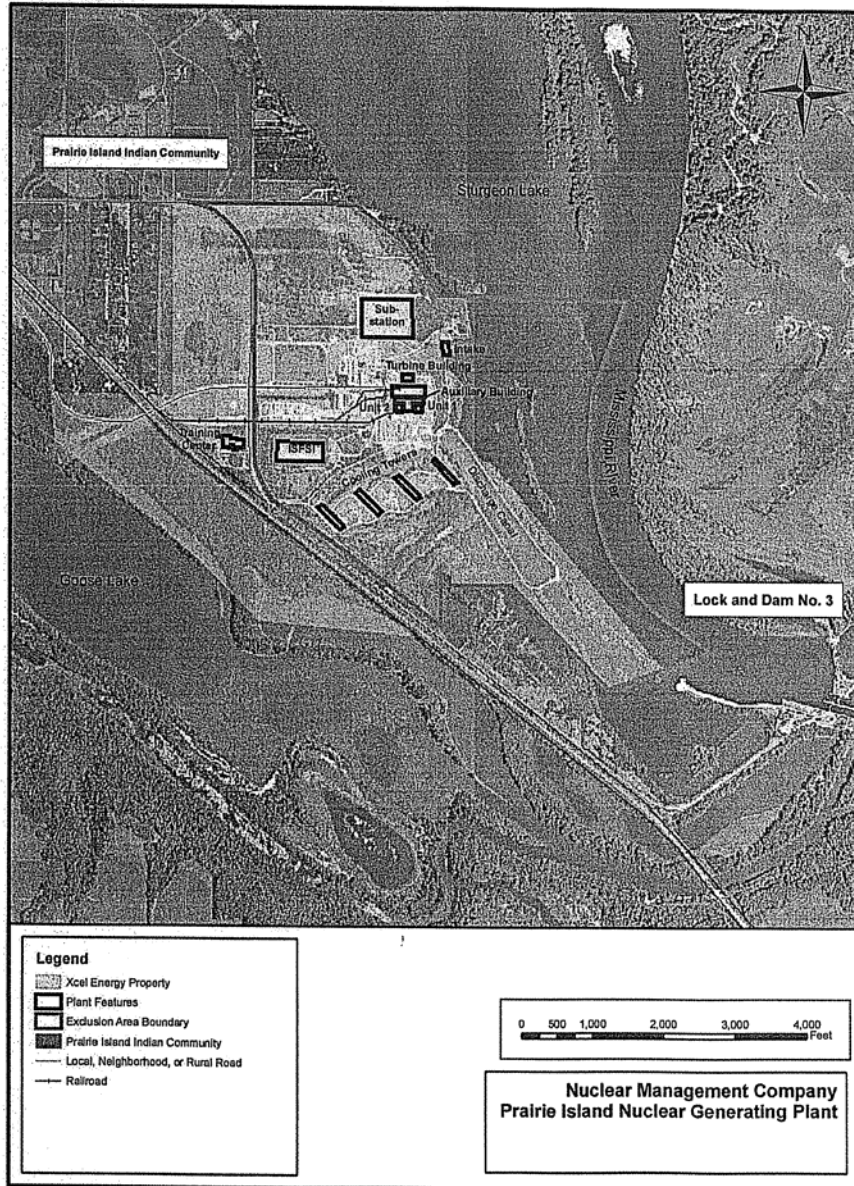 N
Prairie Island Indian Community
Sturgeon Lake
Sub-
station
Intake
Turbine Building
Auxiliary Building
Unit 2
Unit 1
Training
Center
ISFSI
Cooling Towers
Discharge Canal
Mississippi River
Goose Lake
Lock and Dam No. 3
Legend
Xcel Energy Property
Plant Features
Exclusion Area Boundary
Prairie Island Indian Community
Local, Neighborhood, or Rural Road
Railroad
0 500 1,000 2,000 3,000 4,000
Feet
Nuclear Management Company
Prairie Island Nuclear Generating Plant